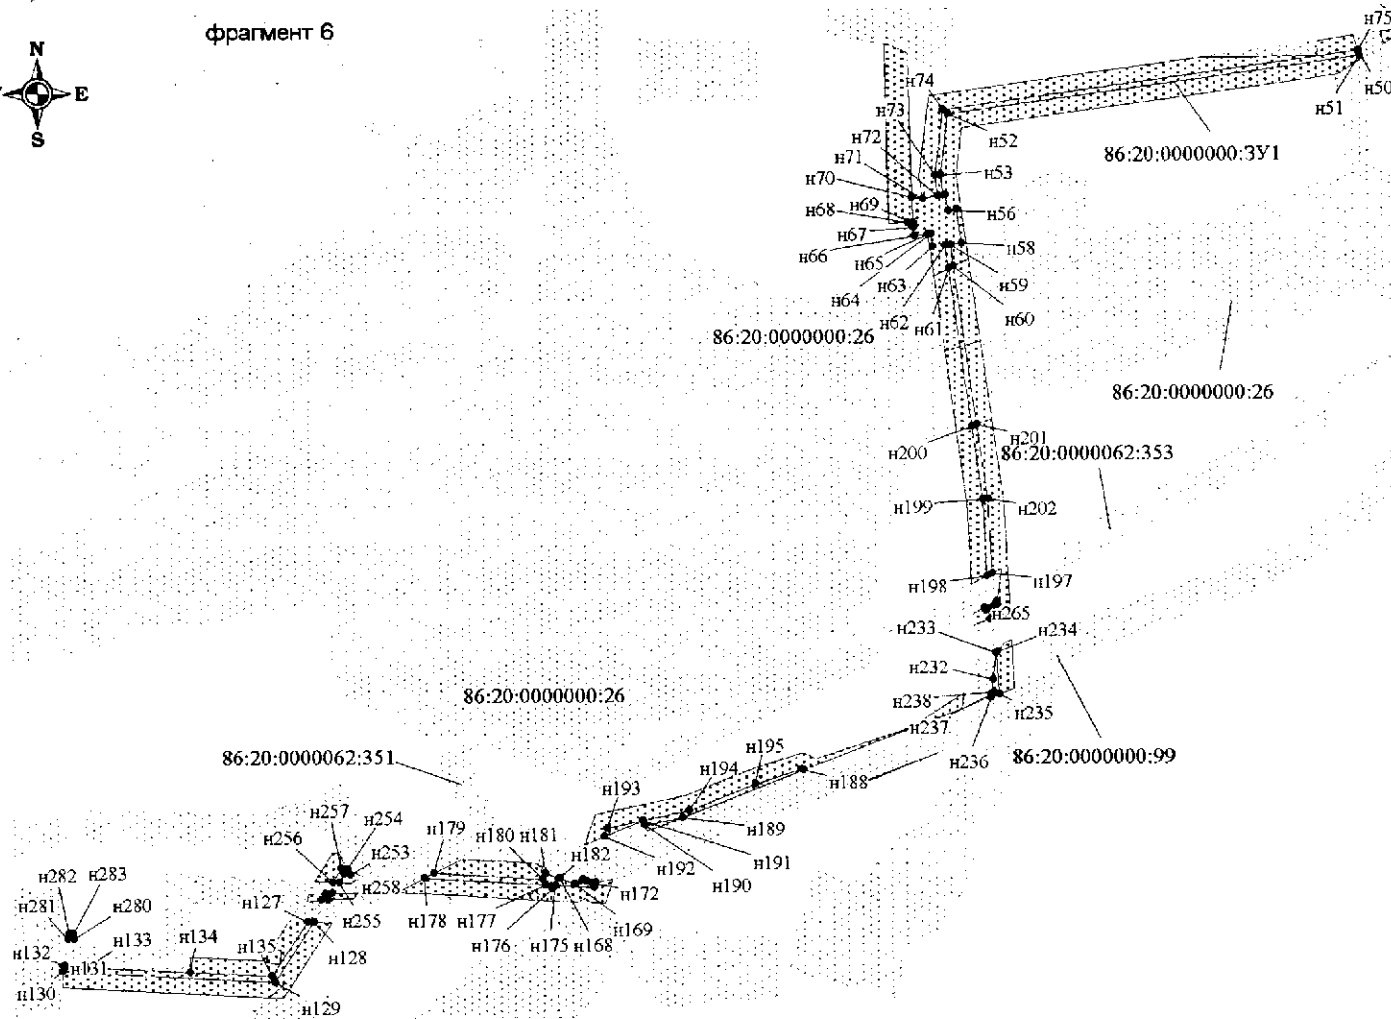 фрагмент 6
N
E
S
н75
н50
н51
н74
н73
н72
н71
н70
н69
н68
н67
н66
н65
н64
н63
н62
н61
н52
н53
н56
н58
н59
н60
86:20:0000000:ЗУ1
86:20:0000000:26
86:20:0000000:26
н200
н201
86:20:0000062:353
н199
н202
н198
н197
н265
н233
н234
н232
н238
н235
н237
н236
86:20:0000000:99
86:20:0000000:26
86:20:0000062:351
н195
н194
н193
н188
н189
н191
н190
н192
н257
н254
н256
н253
н179
н180
н181
н182
н172
н258
н255
н178
н177
н176
н175
н168
н169
н282
н283
н281
н280
н127
н128
н132
н133
н134
н135
н131
н130
н129